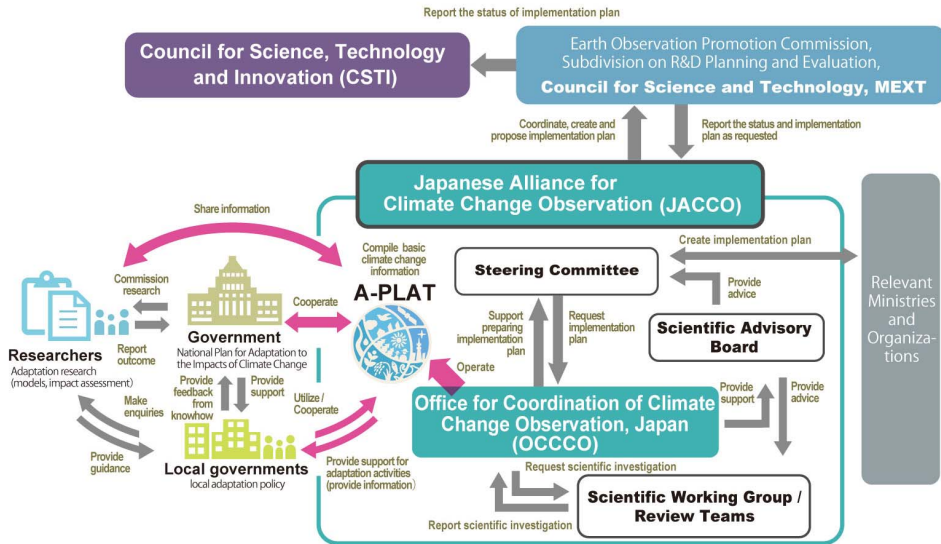 Report the status of implementation plan
Council for Science, Technology
and Innovation (CSTI)
Earth Observation Promotion Commission,
Subdivision on R&D Planning and Evaluation,
Council for Science and Technology, MEXT
Coordinate, create and
propose implementation plan
Report the status and implementation
plan as requested
Japanese Alliance for
Climate Change Observation (JACCO)
Share information
Compile basic
climate change
information
A-PLAT
Steering Committee
Create implementation plan
Relevant
Ministries
and
Organiza-
tions
Commission
research
Cooperate
Provide
advice
Researchers
Adaptation research
(models, impact assessment)
Report
outcome
Government
National Plan for Adaptation to
the Impacts of Climate Change
Support
preparing
implementation
plan
Request
implementation
plan
Scientific Advisory
Board
Operate
Make
enquiries
Provide
feedback
from
knowhow
Provide
support
Utilize /
Cooperate
Office for Coordination of Climate
Change Observation, Japan
(OCCCO)
Provide
support
Provide
advice
Provide
guidance
Local governments
local adaptation policy
Provide support for
adaptation activities
(provide information)
Request scientific investigation
Report scientific investigation
Scientific Working Group /
Review Teams